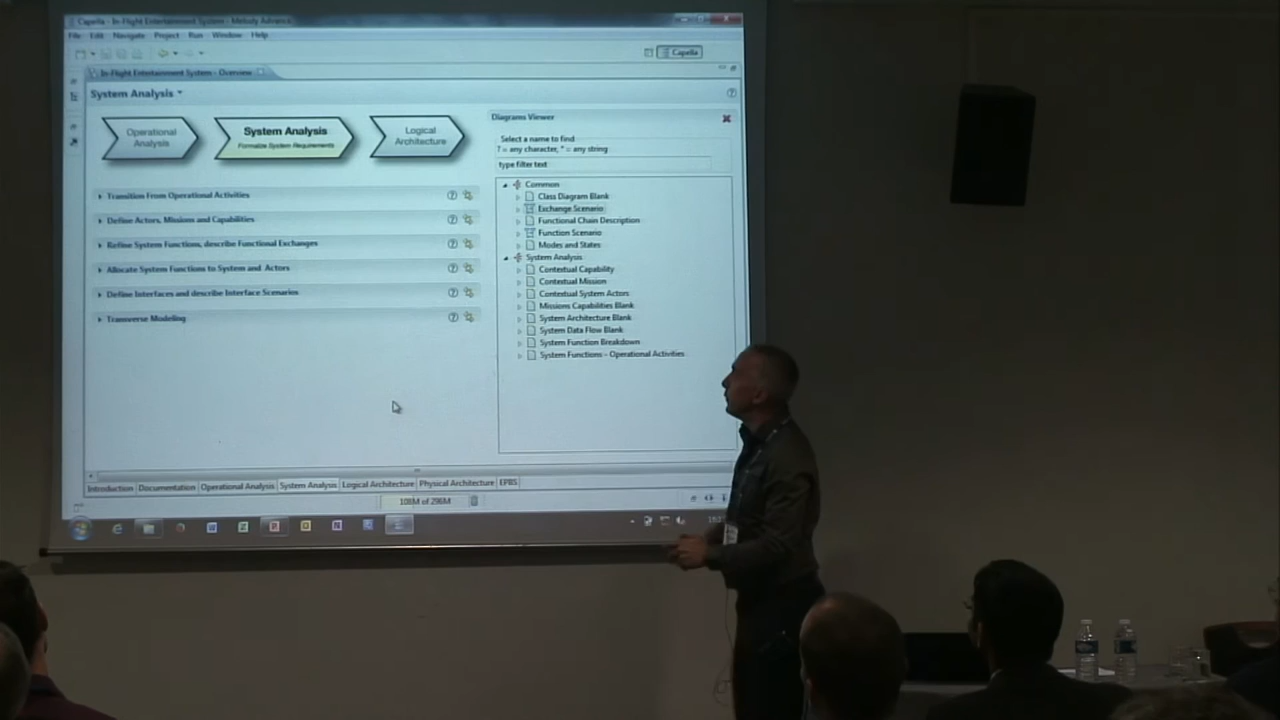 Capella - In-Flight Entertainment System - Melody Advance
File Edit Navigate Project Run Window Help
Capella
In-Flight Entertainment System - Overview
System Analysis
Operational
Analysis
System Analysis
Formalize System Requirements
Logical
Architecture
Transition From Operational Activities
Define Actors, Missions and Capabilities
Refine System Functions, describe Functional Exchanges
Allocate System Functions to System and Actors
Define Interfaces and describe Interface Scenarios
Transverse Modeling
Diagrams Viewer
Select a name to find
? = any character, * = any string
type filter text
Common
Class Diagram Blank
Exchange Scenario
Functional Chain Description
Function Scenario
Modes and States
System Analysis
Contextual Capability
Contextual Mission
Contextual System Actors
Missions Capabilities Blank
System Architecture Blank
System Data Flow Blank
System Function Breakdown
System Functions - Operational Activities
Introduction Documentation Operational Analysis System Analysis Logical Architecture Physical Architecture EPBS
108M of 296M